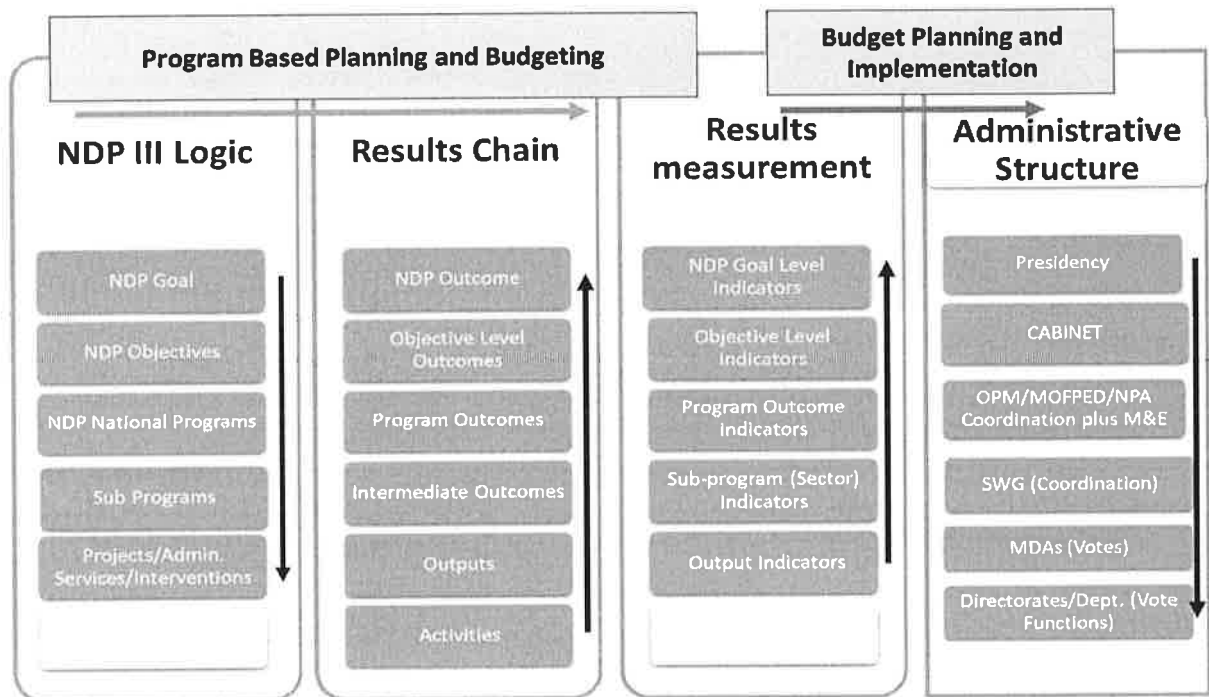 Program Based Planning and Budgeting
Budget Planning and
Implementation
NDP III Logic
NDP Goal
NDP Objectives
NDP National Programs
Sub Programs
Projects/Admin.
Services/Interventions
Results Chain
NDP Outcome
Objective Level
Outcomes
Program Outcomes
Intermediate Outcomes
Outputs
Activities
Results
measurement
NDP Goal Level
Indicators
Objective Level
Indicators
Program Outcome
Indicators
Sub-program (Sector)
Indicators
Output Indicators
Administrative
Structure
Presidency
CABINET
OPM/MOFPED/NPA
Coordination plus M&E
SWG (Coordination)
MDAs (Votes)
Directorates/Dept. (Vote
Functions)